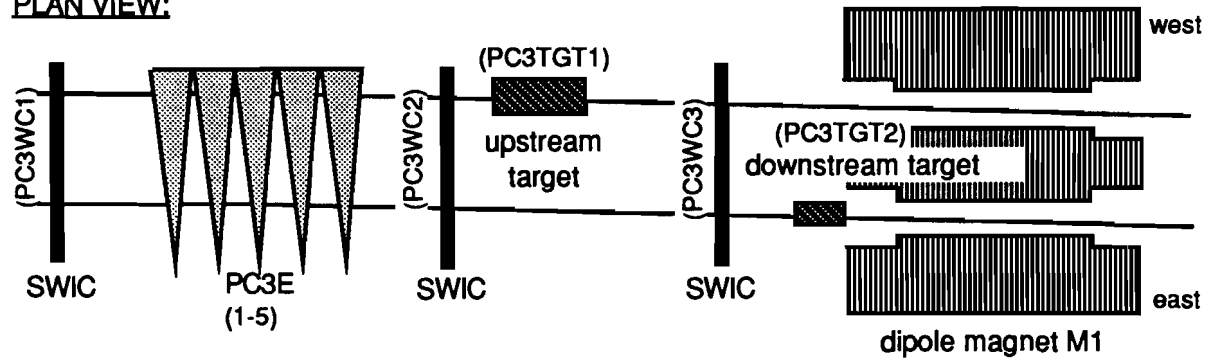 PLAN VIEW:
(PC3WC1)
SWIC
PC3E
(1-5)
(PC3WC2)
SWIC
(PC3TGT1)
upstream
target
(PC3WC3)
SWIC
(PC3TGT2)
downstream target
west
east
dipole magnet M1